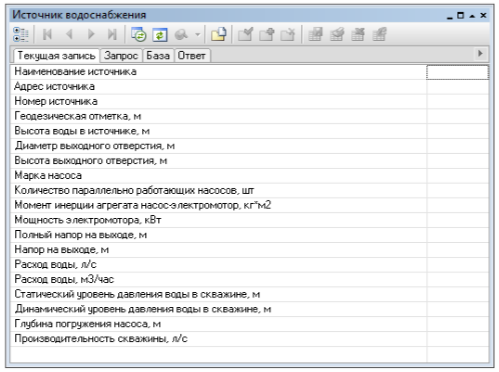 Источник водоснабжения
Текущая запись Запрос База Ответ
Наименование источника
Адрес источника
Номер источника
Геодезическая отметка, м
Высота воды в источнике, м
Диаметр выходного отверстия, м
Высота выходного отверстия, м
Марка насоса
Количество параллельно работающих насосов, шт
Момент инерции агрегата насос-электромотор, кг*м2
Мощность электромотора, кВт
Полный напор на выходе, м
Напор на выходе, м
Расход воды, л/с
Расход воды, м3/час
Статический уровень давления воды в скважине, м
Динамический уровень давления воды в скважине, м
Глубина погружения насоса, м
Производительность скважины, л/с